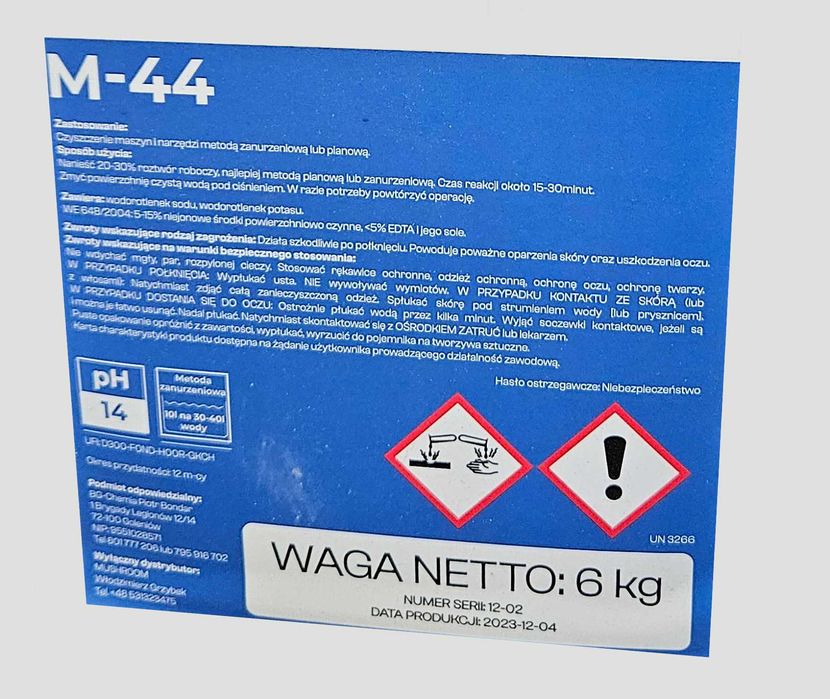 M-44
Zastosowanie:
Czyszczenie maszyn i narzędzi metodą zanurzeniową lub pianową.
Sposób użycia:
Nanieść 20-30% roztwór roboczy, najlepiej metodą pianową lub zanurzeniową. Czas reakcji około 15-30minut.
Zmyć powierzchnię czystą wodą pod ciśnieniem. W razie potrzeby powtórzyć operację.
Zawiera: wodorotlenek sodu, wodorotlenek potasu.
WE 648/2004: 5-15% niejonowe środki powierzchniowo czynne, <5% EDTA i jego sole.
Zwroty wskazujące rodzaj zagrożenia: Działa szkodliwie po połknięciu. Powoduje poważne oparzenia skóry oraz uszkodzenia oczu.
Zwroty wskazujące na warunki bezpiecznego stosowania:
Nie wdychać mgły, par, rozpylonej cieczy. Stosować rękawice ochronne, odzież ochronną, ochronę oczu, ochronę twarzy.
W PRZYPADKU POŁKNIĘCIA: Wypłukać usta. NIE wywoływać wymiotów. W PRZYPADKU KONTAKTU ZE SKÓRĄ (lub
z włosami): Natychmiast zdjąć całą zanieczyszczoną odzież. Spłukać skórę pod strumieniem wody [lub prysznicem].
W PRZYPADKU DOSTANIA SIĘ DO OCZU: Ostrożnie płukać wodą przez kilka minut. Wyjąć soczewki kontaktowe, jeżeli są
i można je łatwo usunąć. Nadal płukać. Natychmiast skontaktować się z OŚRODKIEM ZATRUĆ lub lekarzem.
Puste opakowanie opróżnić z zawartości, wypłukać, wyrzucić do pojemnika na tworzywa sztuczne.
Karta charakterystyki produktu dostępna na żądanie użytkownika prowadzącego działalność zawodową.
Hasło ostrzegawcze: Niebezpieczeństwo
pH
14
Metoda
zanurzeniowa
10l na 30-40l
wody
UFI: D300-F0ND-H00R-GKCH
Okres przydatności: 12 m-cy
Podmiot odpowiedzialny:
BG-Chemia Piotr Bondar
1 Brygady Legionów 12/14
72-100 Goleniów
NIP: 9551028571
Tel 601 777 206 lub 795 916 702
Wyłączny dystrybutor:
MUSHROOM
Włodzimierz Grzybek
Tel. +48 531323475
UN 3266
WAGA NETTO: 6 kg
NUMER SERII: 12-02
DATA PRODUKCJI: 2023-12-04